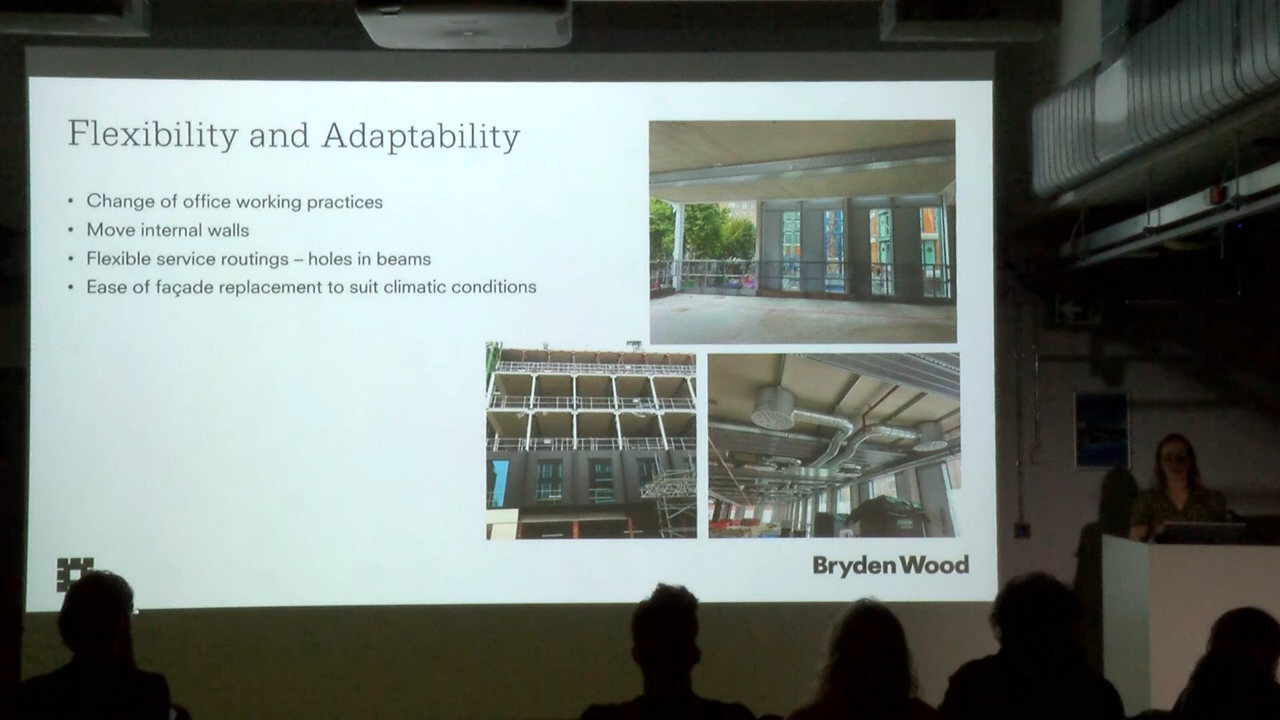 Flexibility and Adaptability
• Change of office working practices
• Move internal walls
• Flexible service routings – holes in beams
• Ease of façade replacement to suit climatic conditions
Bryden Wood